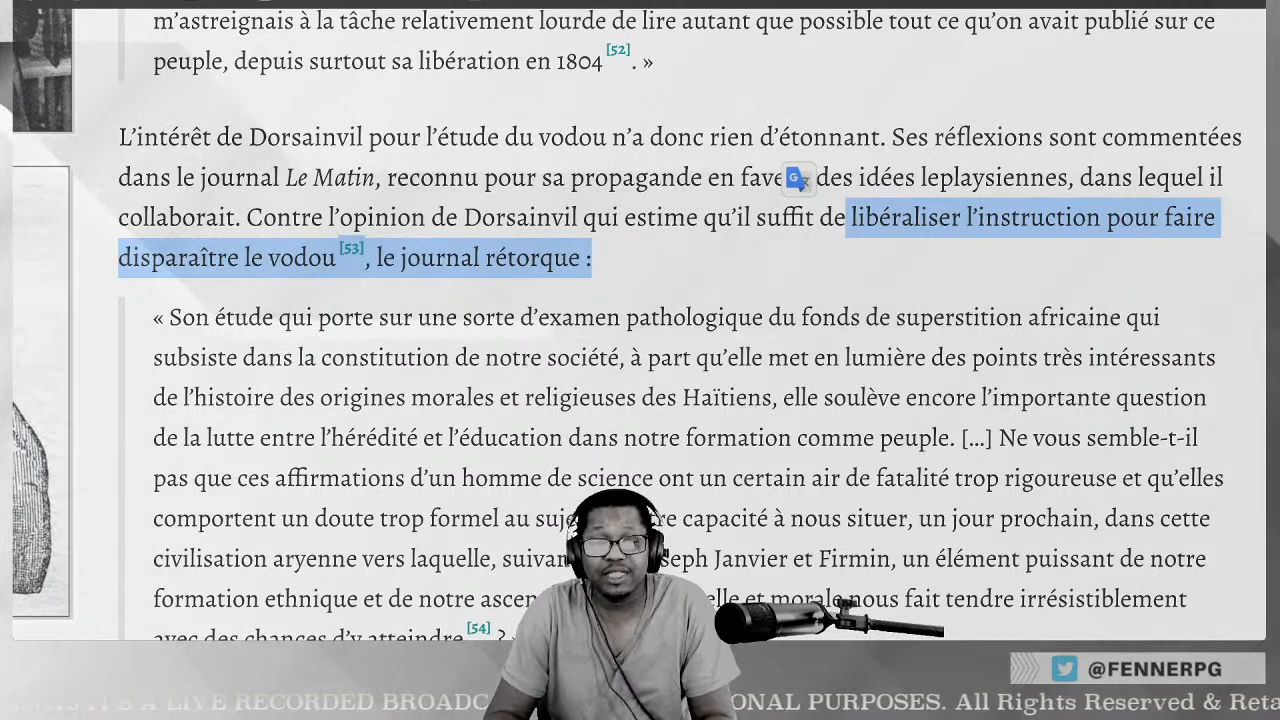 m’astreignais à la tâche relativement lourde de lire autant que possible tout ce qu’on avait publié sur ce
peuple, depuis surtout sa libération en 1804 [52]. »
L’intérêt de Dorsainvil pour l’étude du vodou n’a donc rien d’étonnant. Ses réflexions sont commentées
dans le journal Le Matin, reconnu pour sa propagande en fave des idées leplaysiennes, dans lequel il
collaborait. Contre l’opinion de Dorsainvil qui estime qu’il suffit de libéraliser l’instruction pour faire
disparaître le vodou [53], le journal rétorque :
« Son étude qui porte sur une sorte d’examen pathologique du fonds de superstition africaine qui
subsiste dans la constitution de notre société, à part qu’elle met en lumière des points très intéressants
de l’histoire des origines morales et religieuses des Haïtiens, elle soulève encore l’importante question
de la lutte entre l’hérédité et l’éducation dans notre formation comme peuple. [...] Ne vous semble-t-il
pas que ces affirmations d’un homme de science ont un certain air de fatalité trop rigoureuse et qu’elles
comportent un doute trop formel au suje re capacité à nous situer, un jour prochain, dans cette
civilisation aryenne vers laquelle, suivan seph Janvier et Firmin, un élément puissant de notre
formation ethnique et de notre ascen elle et morale nous fait tendre irrésistiblement
avec des chances d’y atteindre [54] ? »
@FENNERPG
IT'S A LIVE RECORDED BROADC ONAL PURPOSES. All Rights Reserved & Reta